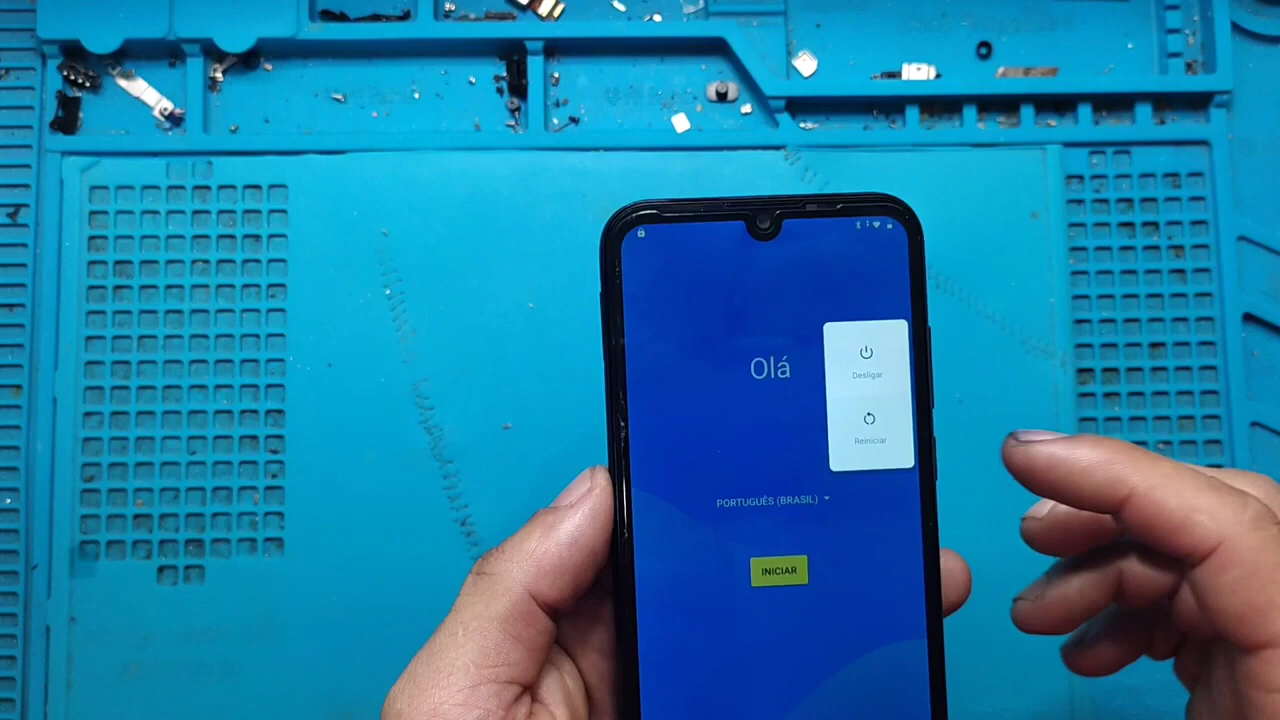 Olá
Desligar
Reiniciar
PORTUGUÊS (BRASIL)
INICIAR